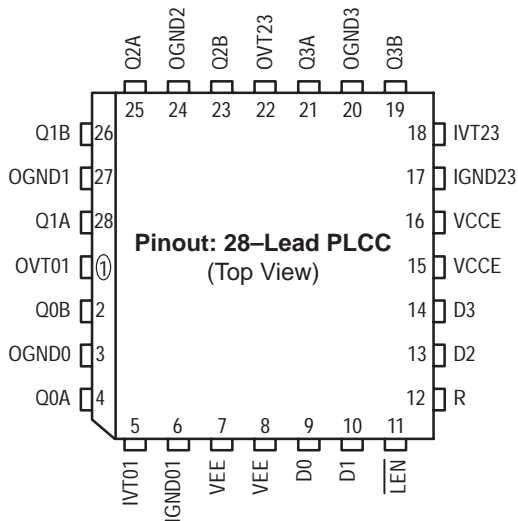 Q2A OGND2 Q2B OVT23 Q3A OGND3 Q3B
25 24 23 22 21 20 19
Q1B 26 18 IVT23
OGND1 27 17 IGND23
Q1A 28 16 VCCE
Pinout: 28–Lead PLCC
(Top View)
OVT01 1 15 VCCE
Q0B 2 14 D3
OGND0 3 13 D2
Q0A 4 12 R
5 6 7 8 9 10 11
IVT01 IGND01 VEE VEE D0 D1 LEN